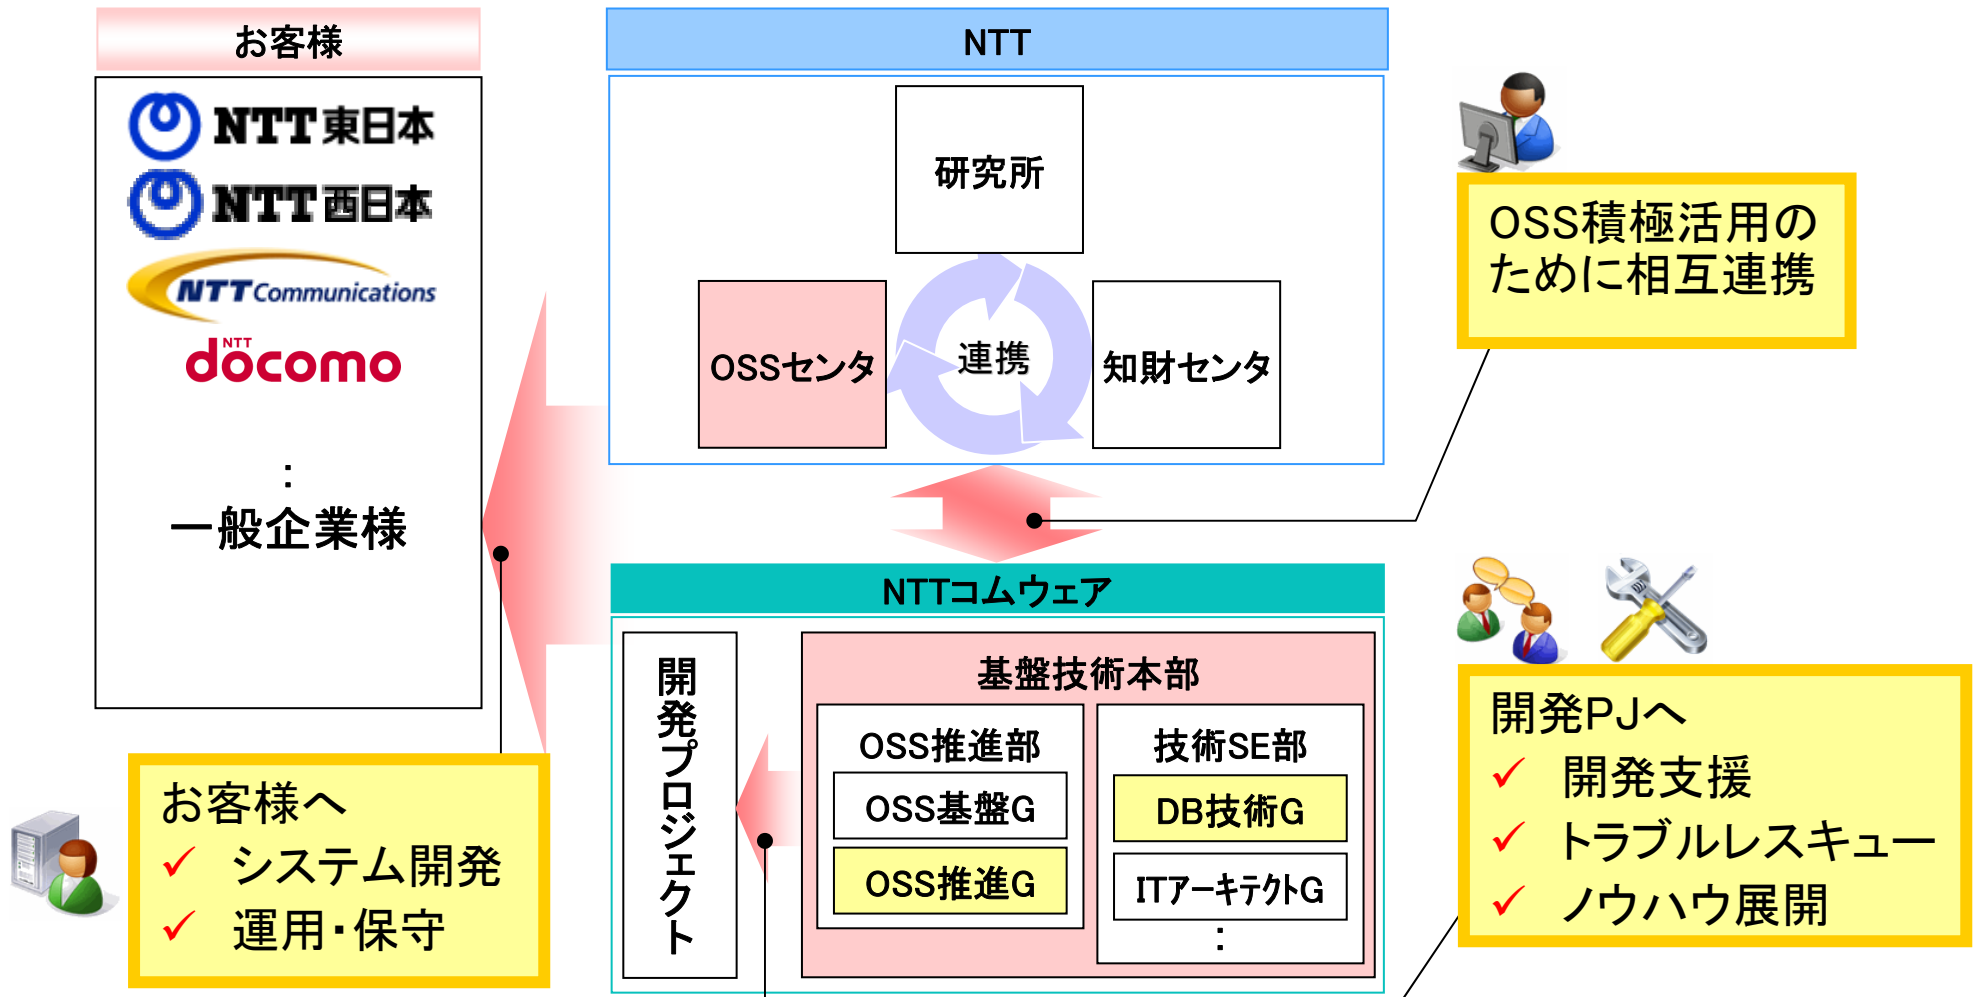 お客様
NTT東日本
NTT西日本
NTT Communications
NTT
docomo
:
一般企業様
NTT
研究所
OSSセンタ
連携
知財センタ
OSS積極活用の
ために相互連携
NTTコムウェア
開発プロジェクト
基盤技術本部
OSS推進部
OSS基盤G
OSS推進G
技術SE部
DB技術G
ITアーキテクトG
:
お客様へ
✓ システム開発
✓ 運用・保守
開発PJへ
✓ 開発支援
✓ トラブルレスキュー
✓ ノウハウ展開